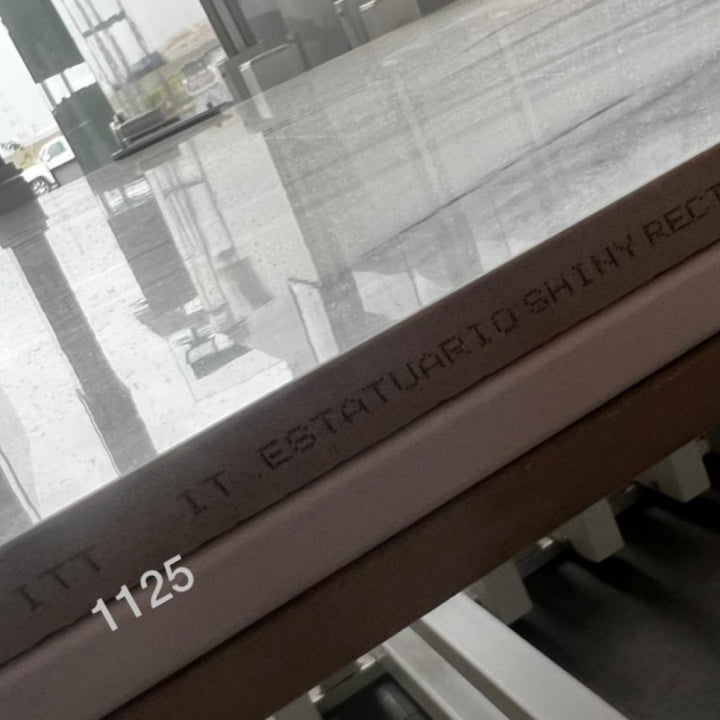 ITT IT ESTATUARIO SHINY RECT
1125